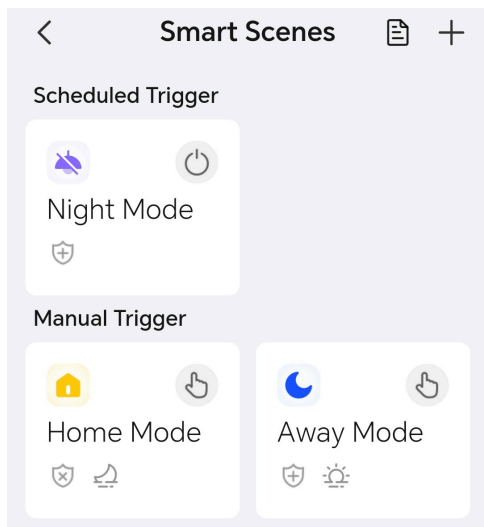 Smart Scenes
Scheduled Trigger
Night Mode
Manual Trigger
Home Mode
Away Mode